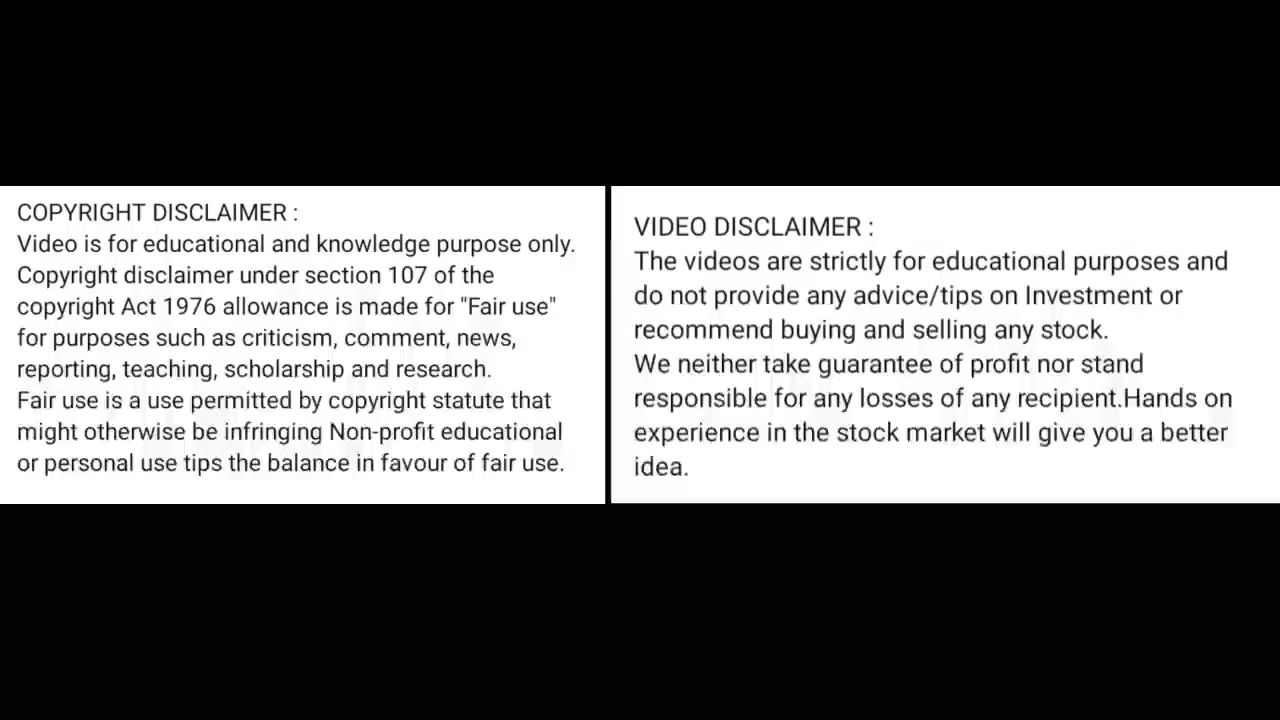 COPYRIGHT DISCLAIMER :
Video is for educational and knowledge purpose only.
Copyright disclaimer under section 107 of the
copyright Act 1976 allowance is made for "Fair use"
for purposes such as criticism, comment, news,
reporting, teaching, scholarship and research.
Fair use is a use permitted by copyright statute that
might otherwise be infringing Non-profit educational
or personal use tips the balance in favour of fair use.
VIDEO DISCLAIMER :
The videos are strictly for educational purposes and
do not provide any advice/tips on Investment or
recommend buying and selling any stock.
We neither take guarantee of profit nor stand
responsible for any losses of any recipient.Hands on
experience in the stock market will give you a better
idea.